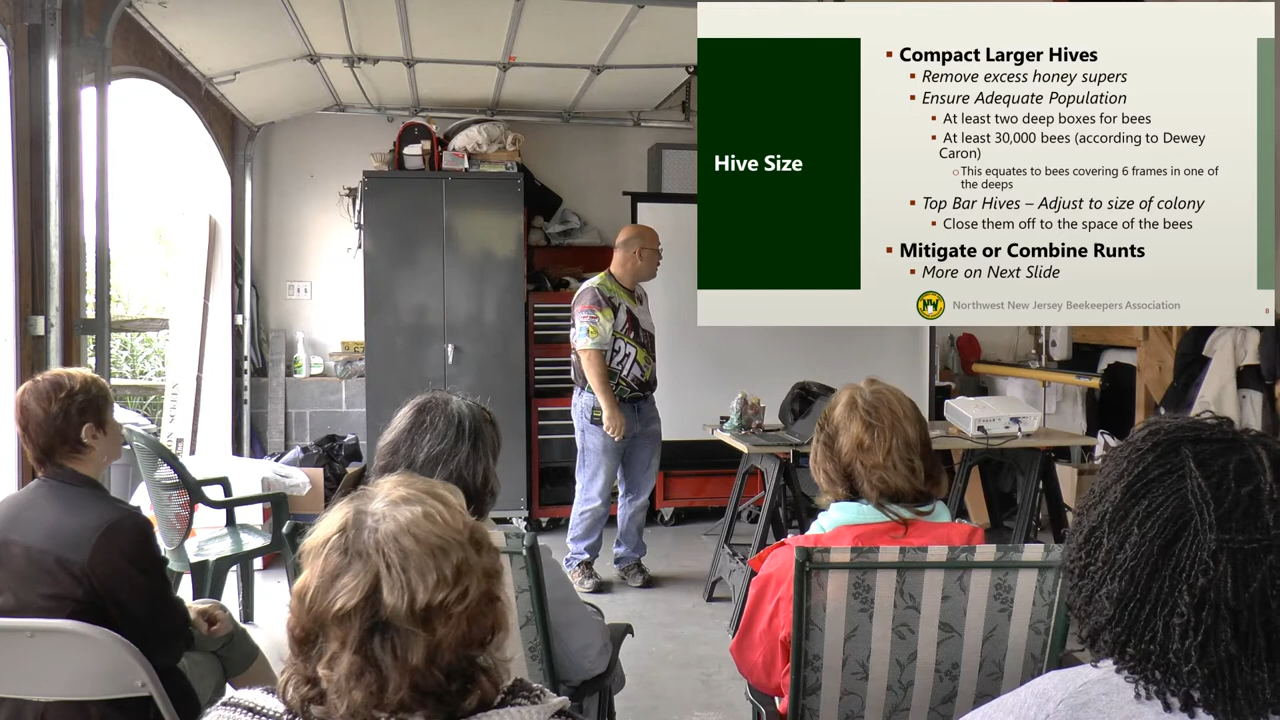 Hive Size
Compact Larger Hives
Remove excess honey supers
Ensure Adequate Population
At least two deep boxes for bees
At least 30,000 bees (according to Dewey
Caron)
This equates to bees covering 6 frames in one of
the deeps
Top Bar Hives – Adjust to size of colony
Close them off to the space of the bees
Mitigate or Combine Runts
More on Next Slide
NW
Northwest New Jersey Beekeepers Association
8
27